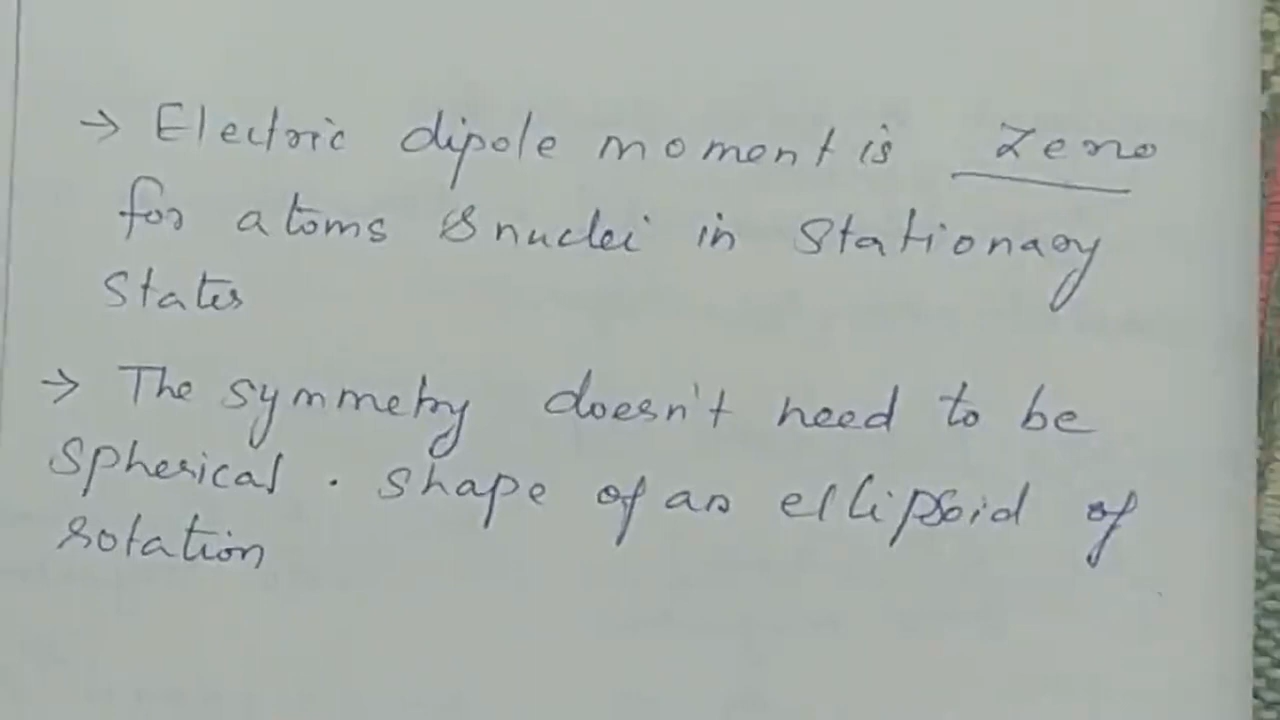 → Electric dipole moment is Zero
for atoms & nuclei in Stationary
States
→ The symmetry doesn't need to be
Spherical . shape of an ellipsoid of
rotation